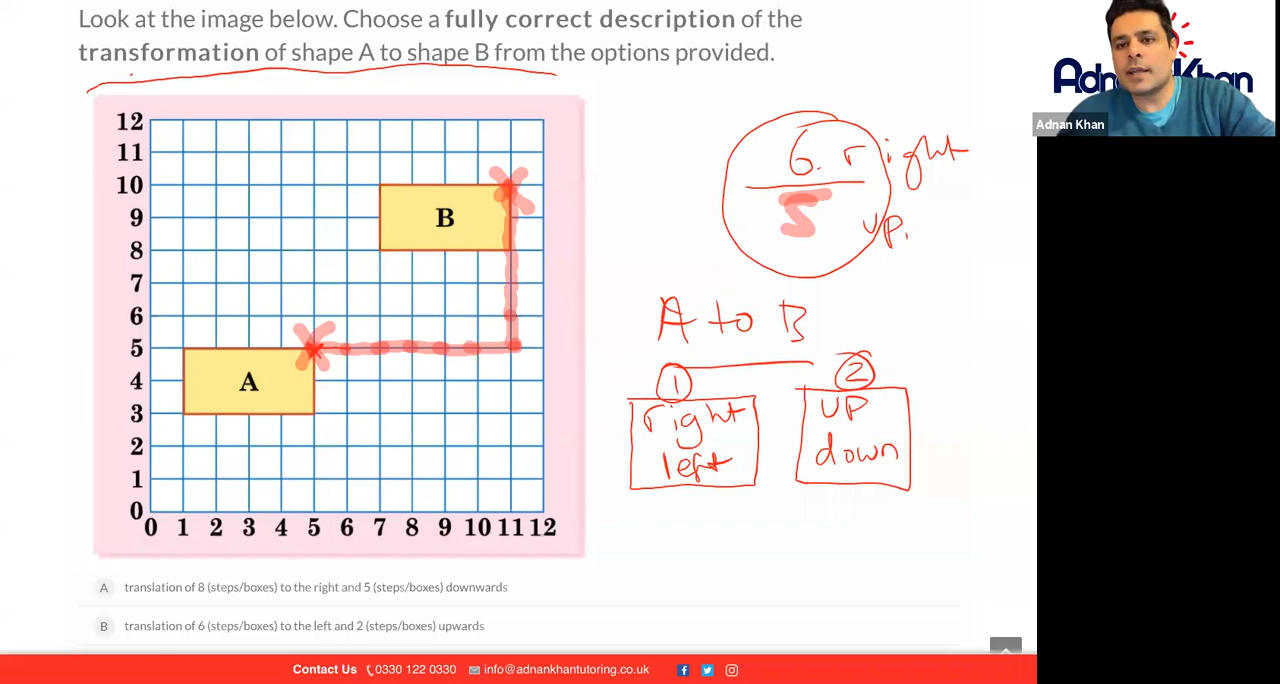 Look at the image below. Choose a fully correct description of the
transformation of shape A to shape B from the options provided.
Adnan Khan
Adnan Khan
12
11
10
9
8
7
6
5
4
3
2
1
0
B
A
0 1 2 3 4 5 6 7 8 9 10 11 12
6. right
5
UP.
A to B
1 2
right
left
UP
down
A translation of 8 (steps/boxes) to the right and 5 (steps/boxes) downwards
B translation of 6 (steps/boxes) to the left and 2 (steps/boxes) upwards
Contact Us 0330 122 0330 info@adnankhantutoring.co.uk